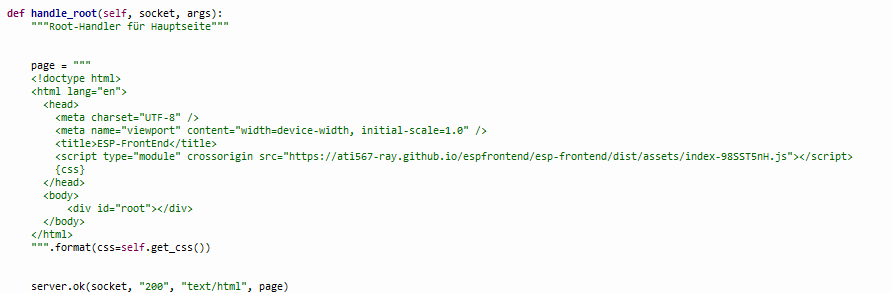 def handle_root(self, socket, args):
    """Root-Handler für Hauptseite"""
    page = """
    <!doctype html>
    <html lang="en">
      <head>
        <meta charset="UTF-8" />
        <meta name="viewport" content="width=device-width, initial-scale=1.0" />
        <title>ESP-FrontEnd</title>
        <script type="module" crossorigin src="https://ati567-ray.github.io/espfrontend/esp-frontend/dist/assets/index-98SST5nH.js"></script>
        {css}
      </head>
      <body>
          <div id="root"></div>
      </body>
    </html>
    """.format(css=self.get_css())
    server.ok(socket, "200", "text/html", page)